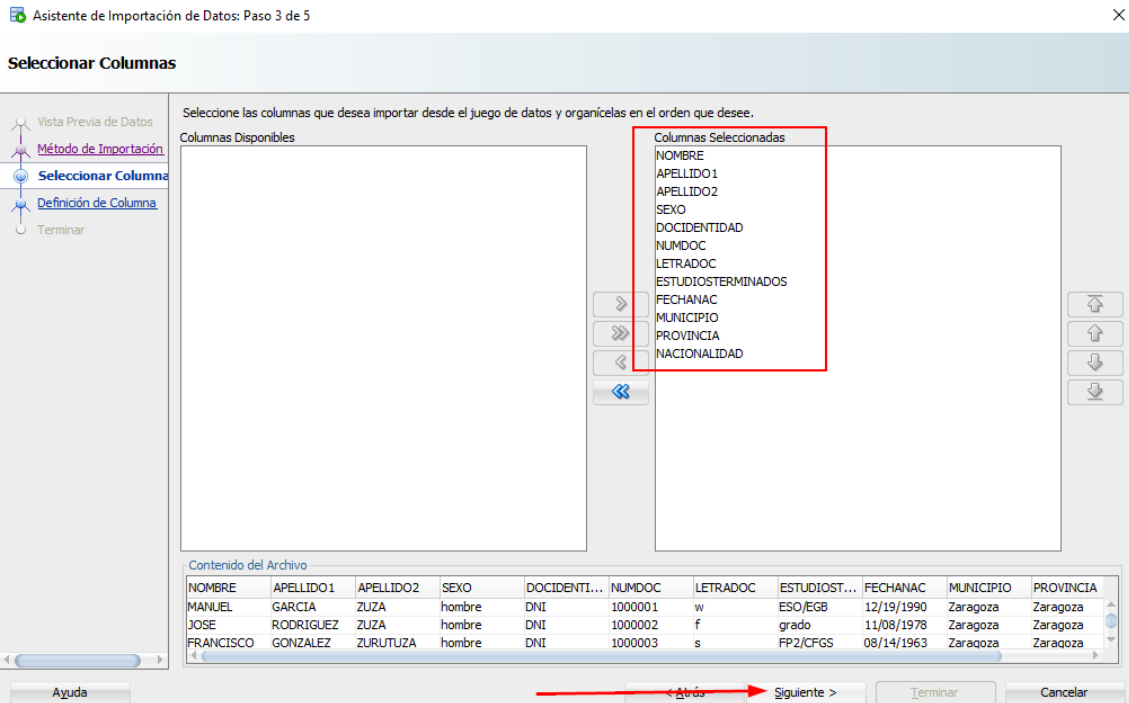 Asistente de Importación de Datos: Paso 3 de 5
Seleccionar Columnas
Vista Previa de Datos
Método de Importación
Seleccionar Columna
Definición de Columna
Terminar
Seleccione las columnas que desea importar desde el juego de datos y organícelas en el orden que desee.
Columnas Disponibles
Columnas Seleccionadas
NOMBRE
APELLIDO1
APELLIDO2
SEXO
DOCIDENTIDAD
NUMDOC
LETRADOC
ESTUDIOSTERMINADOS
FECHANAC
MUNICIPIO
PROVINCIA
NACIONALIDAD
Contenido del Archivo
NOMBRE APELLIDO1 APELLIDO2 SEXO DOCIDENTI... NUMDOC LETRADOC ESTUDIOST... FECHANAC MUNICIPIO PROVINCIA
MANUEL GARCIA ZUZA hombre DNI 1000001 w ESO/EGB 12/19/1990 Zaragoza Zaragoza
JOSE RODRIGUEZ ZUZA hombre DNI 1000002 f grado 11/08/1978 Zaragoza Zaragoza
FRANCISCO GONZALEZ ZURUTUZA hombre DNI 1000003 s FP2/CFGS 08/14/1963 Zaragoza Zaragoza
Ayuda < Atrás Siguiente > Terminar Cancelar